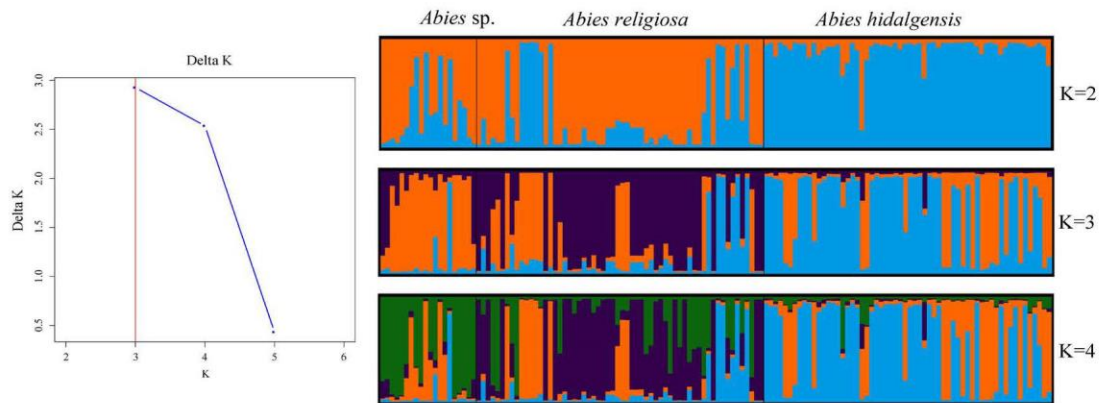 Abies sp.
Abies religiosa
Abies hidalgensis
Delta K
Delta K
3.0
2.5
2.0
1.5
1.0
0.5
2
3
4
5
6
K
K=2
K=3
K=4